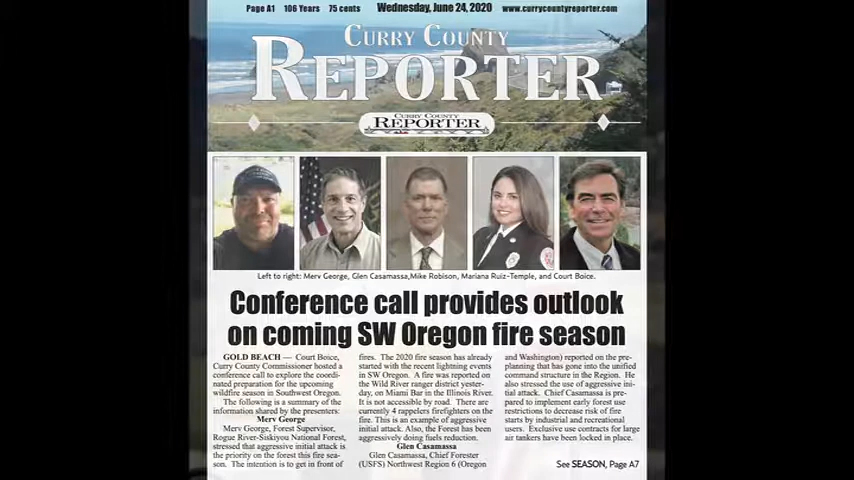 Page A1 106 Years 75 cents Wednesday, June 24, 2020 www.currycountyreporter.com
CURRY COUNTY
REPORTER
CURRY COUNTY
REPORTER
Left to right: Merv George, Glen Casamassa,Mike Robison, Mariana Ruiz-Temple, and Court Boice.
Conference call provides outlook
on coming SW Oregon fire season
GOLD BEACH — Court Boice,
Curry County Commissioner hosted a
conference call to explore the coordi-
nated preparation for the upcoming
wildfire season in Southwest Oregon.
The following is a summary of the
information shared by the presenters:
Merv George
Merv George, Forest Supervisor,
Rogue River-Siskiyou National Forest,
stressed that aggressive initial attack is
the priority on the forest this fire sea-
son. The intention is to get in front of
fires. The 2020 fire season has already
started with the recent lightning events
in SW Oregon. A fire was reported on
the Wild River ranger district yester-
day, on Miami Bar in the Illinois River.
It is not accessible by road. There are
currently 4 rappelers firefighters on the
fire. This is an example of aggressive
initial attack. Also, the Forest has been
aggressively doing fuels reduction.
Glen Casamassa
Glen Casamassa, Chief Forester
(USFS) Northwest Region 6 (Oregon
and Washington) reported on the pre-
planning that has gone into the unified
command structure in the Region. He
also stressed the use of aggressive ini-
tial attack. Chief Casamassa is pre-
pared to implement early forest use
restrictions to decrease risk of fire
starts by industrial and recreational
users. Exclusive use contracts for large
air tankers have been locked in place.
See SEASON, Page A7